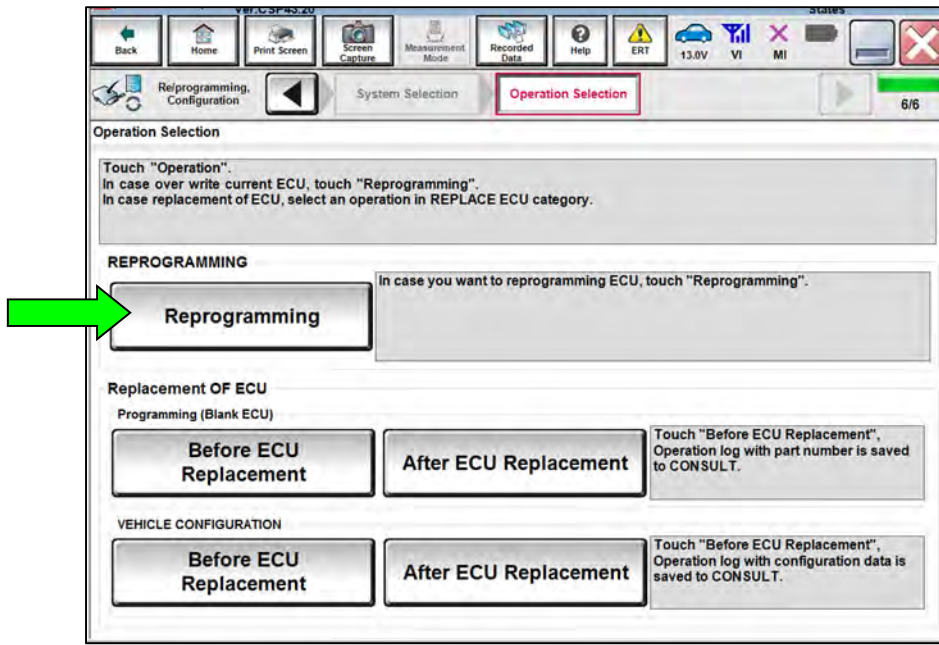 Ver.CSP43.20
States
Back
Home
Print Screen
Screen
Capture
Measurement
Mode
Recorded
Data
Help
ERT
13.0V
VI
MI
Re/programming,
Configuration
System Selection
Operation Selection
6/6
Operation Selection
Touch "Operation".
In case over write current ECU, touch "Reprogramming".
In case replacement of ECU, select an operation in REPLACE ECU category.
REPROGRAMMING
Reprogramming
In case you want to reprogramming ECU, touch "Reprogramming".
Replacement OF ECU
Programming (Blank ECU)
Before ECU
Replacement
After ECU Replacement
Touch "Before ECU Replacement",
Operation log with part number is saved
to CONSULT.
VEHICLE CONFIGURATION
Before ECU
Replacement
After ECU Replacement
Touch "Before ECU Replacement",
Operation log with configuration data is
saved to CONSULT.